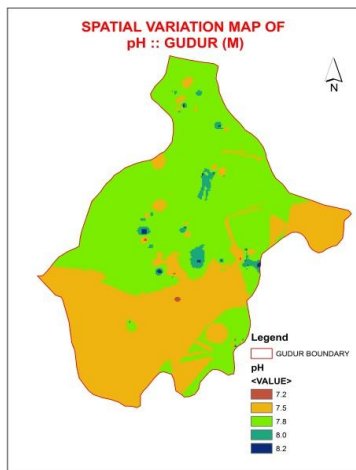 SPATIAL VARIATION MAP OF
pH :: GUDUR (M)
N
Legend
GUDUR BOUNDARY
pH
<VALUE>
7.2
7.5
7.8
8.0
8.2